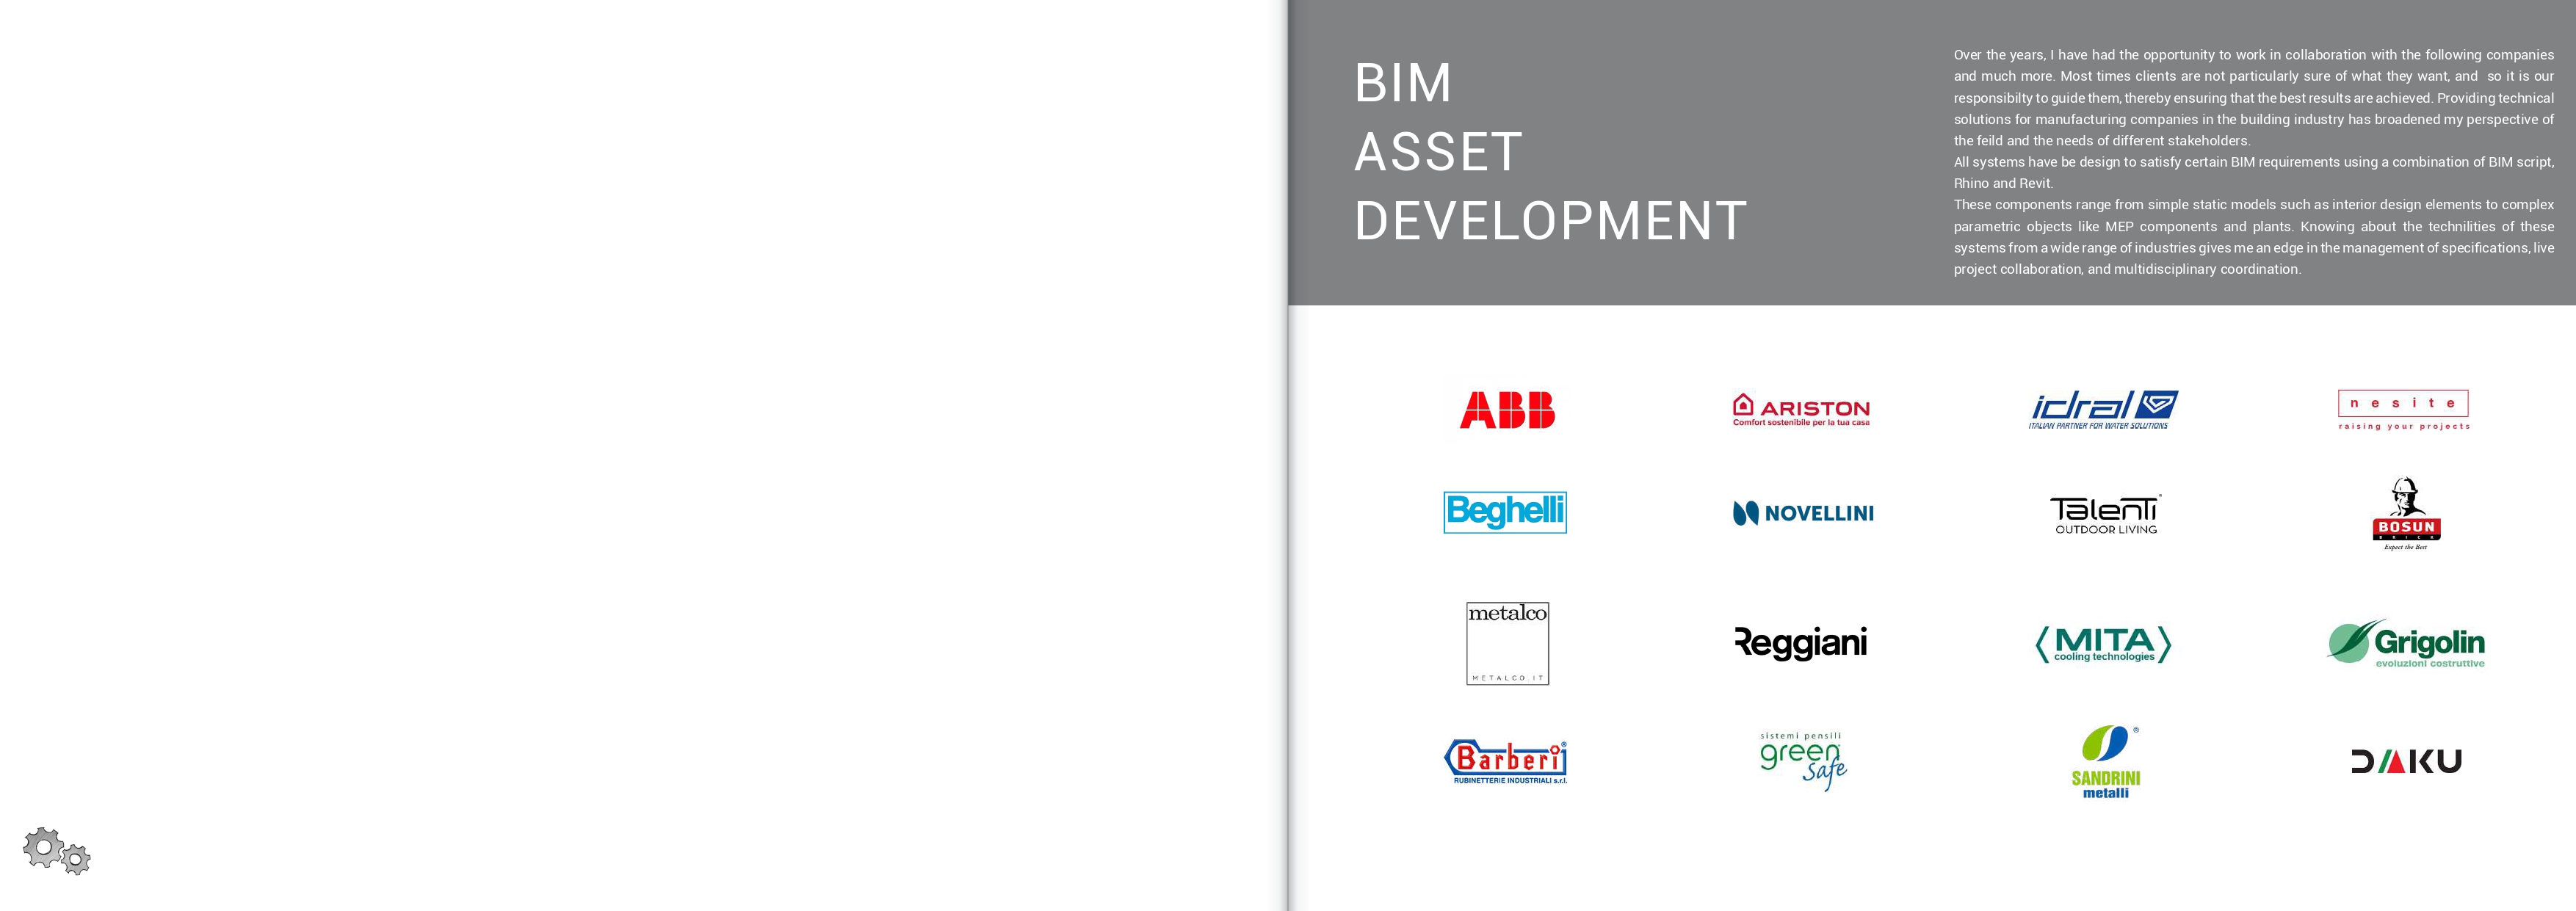 BIM
ASSET
DEVELOPMENT
Over the years, I have had the opportunity to work in collaboration with the following companies
and much more. Most times clients are not particularly sure of what they want, and  so it is our
responsibilty to guide them, thereby ensuring that the best results are achieved. Providing technical
solutions for manufacturing companies in the building industry has broadened my perspective of
the feild and the needs of different stakeholders.
All systems have be design to satisfy certain BIM requirements using a combination of BIM script,
Rhino and Revit.
These components range from simple static models such as interior design elements to complex
parametric objects like MEP components and plants. Knowing about the technilities of these
systems from a wide range of industries gives me an edge in the management of specifications, live
project collaboration, and multidisciplinary coordination.
ABB
ARISTON
Comfort sostenibile per la tua casa
idral
ITALIAN PARTNER FOR WATER SOLUTIONS
nesite
raising your projects
Beghelli
NOVELLINI
Talenti
OUTDOOR LIVING
BOSUN
BRICK
Expect the Best
metalco
METALCO.IT
Reggiani
MITA
cooling technologies
Grigolin
evoluzioni costruttive
Barberi®
RUBINETTERIE INDUSTRIALI s.r.l.
sistemi pensili
green
Safe
®
SANDRINI
metalli
DAKU